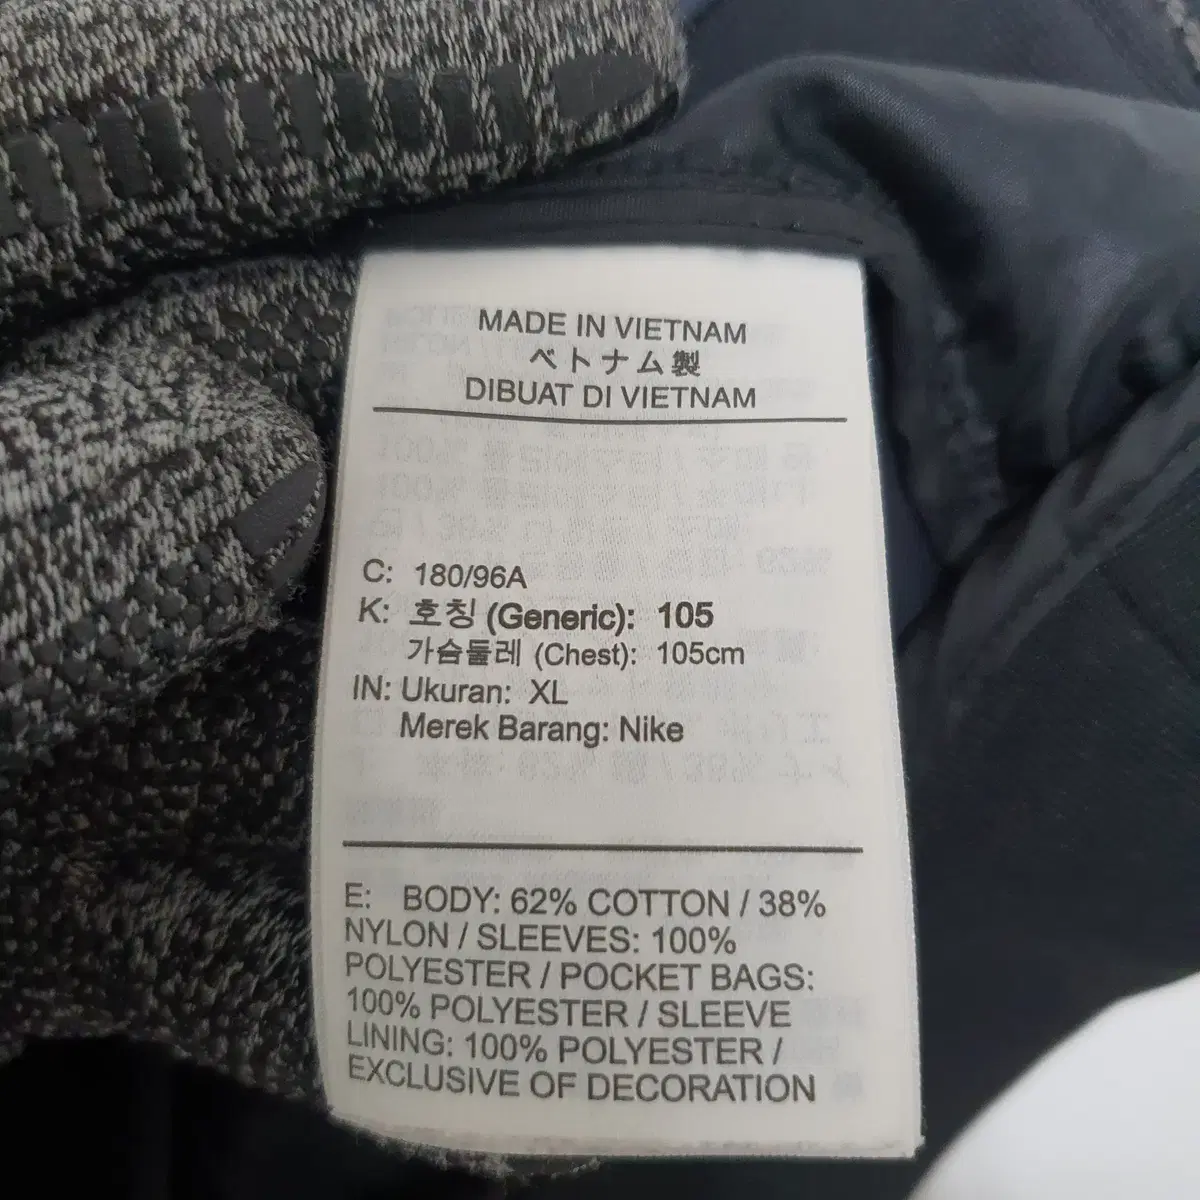 MADE IN VIETNAM
ベトナム製
DIBUAT DI VIETNAM
C: 180/96A
K: 호칭 (Generic): 105
가슴둘레 (Chest): 105cm
IN: Ukuran: XL
Merek Barang: Nike
E: BODY: 62% COTTON / 38%
NYLON / SLEEVES: 100%
POLYESTER / POCKET BAGS:
100% POLYESTER / SLEEVE
LINING: 100% POLYESTER /
EXCLUSIVE OF DECORATION